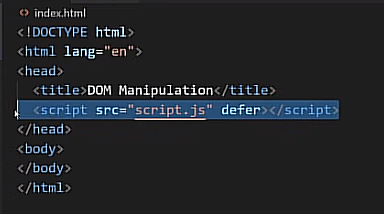 <> index.html
<!DOCTYPE html>
<html lang="en">
<head>
  <title>DOM Manipulation</title>
  <script src="script.js" defer></script>
</head>
<body>
</body>
</html>